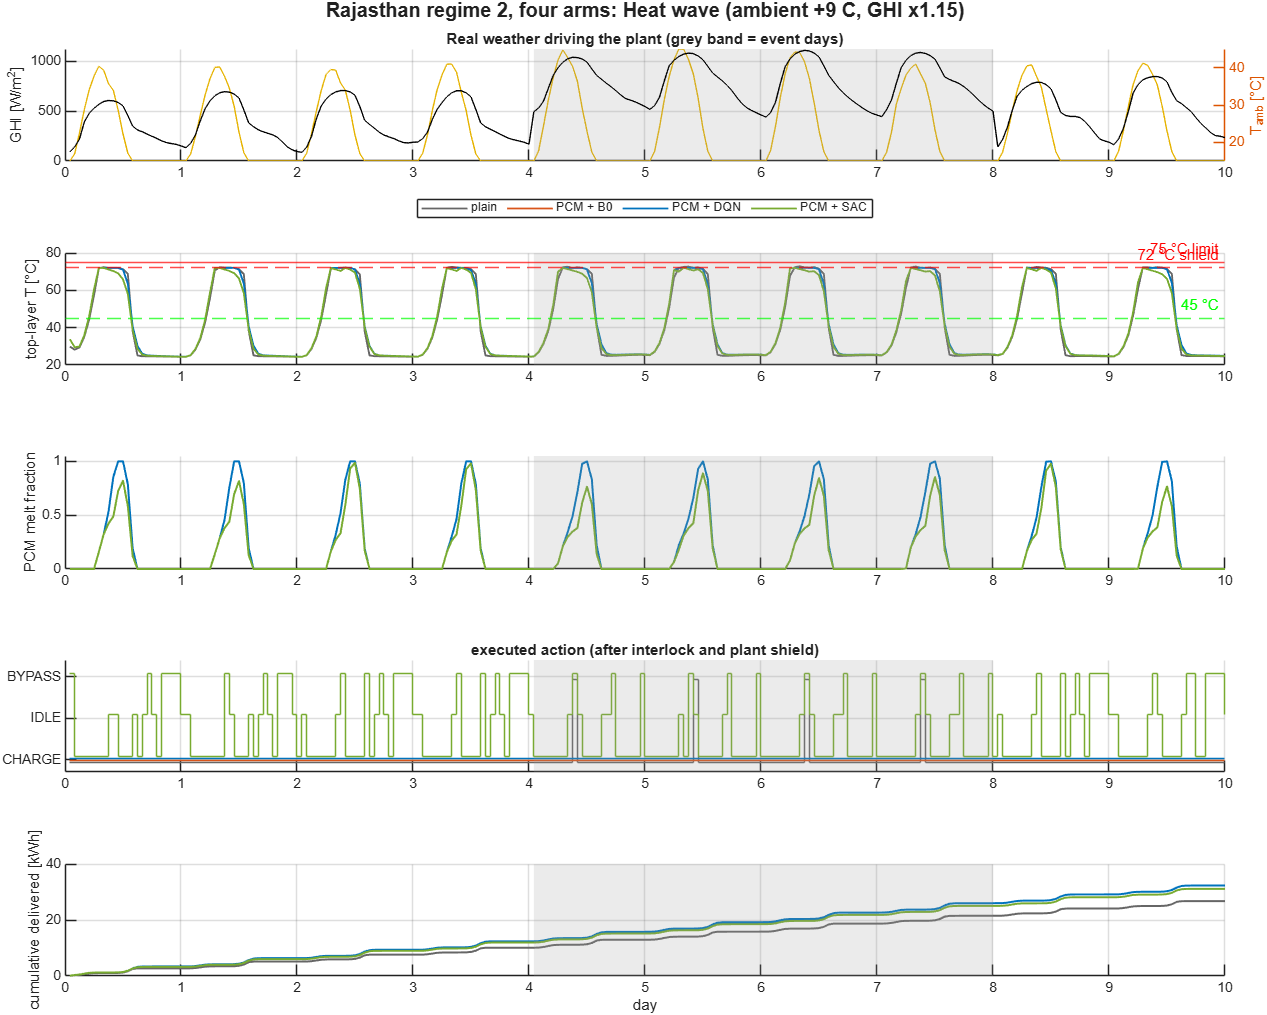 Rajasthan regime 2, four arms: Heat wave (ambient +9 C, GHI x1.15)
Real weather driving the plant (grey band = event days)
GHI [W/m²]
1000
500
0
40
30
20
T_amb [°C]
0 1 2 3 4 5 6 7 8 9 10
plain PCM + B0 PCM + DQN PCM + SAC
top-layer T [°C]
80
60
40
20
75 °C limit
72 °C shield
45 °C
0 1 2 3 4 5 6 7 8 9 10
PCM melt fraction
1
0.5
0
0 1 2 3 4 5 6 7 8 9 10
executed action (after interlock and plant shield)
BYPASS
IDLE
CHARGE
0 1 2 3 4 5 6 7 8 9 10
cumulative delivered [kWh]
40
20
0
0 1 2 3 4 5 6 7 8 9 10
day